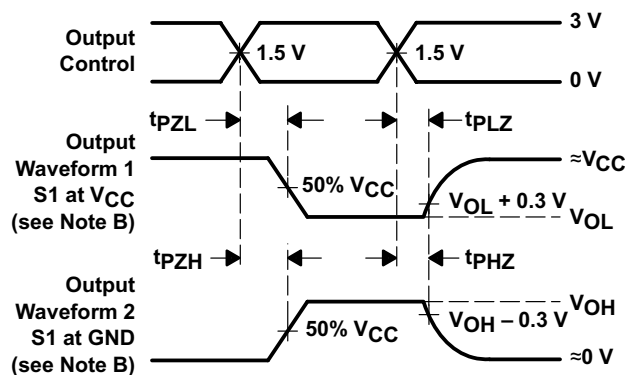 Output
Control
1.5 V
1.5 V
3 V
0 V
tPZL
tPLZ
Output
Waveform 1
S1 at VCC
(see Note B)
50% VCC
≈VCC
VOL + 0.3 V
VOL
tPZH
tPHZ
Output
Waveform 2
S1 at GND
(see Note B)
50% VCC
VOH
VOH – 0.3 V
≈0 V